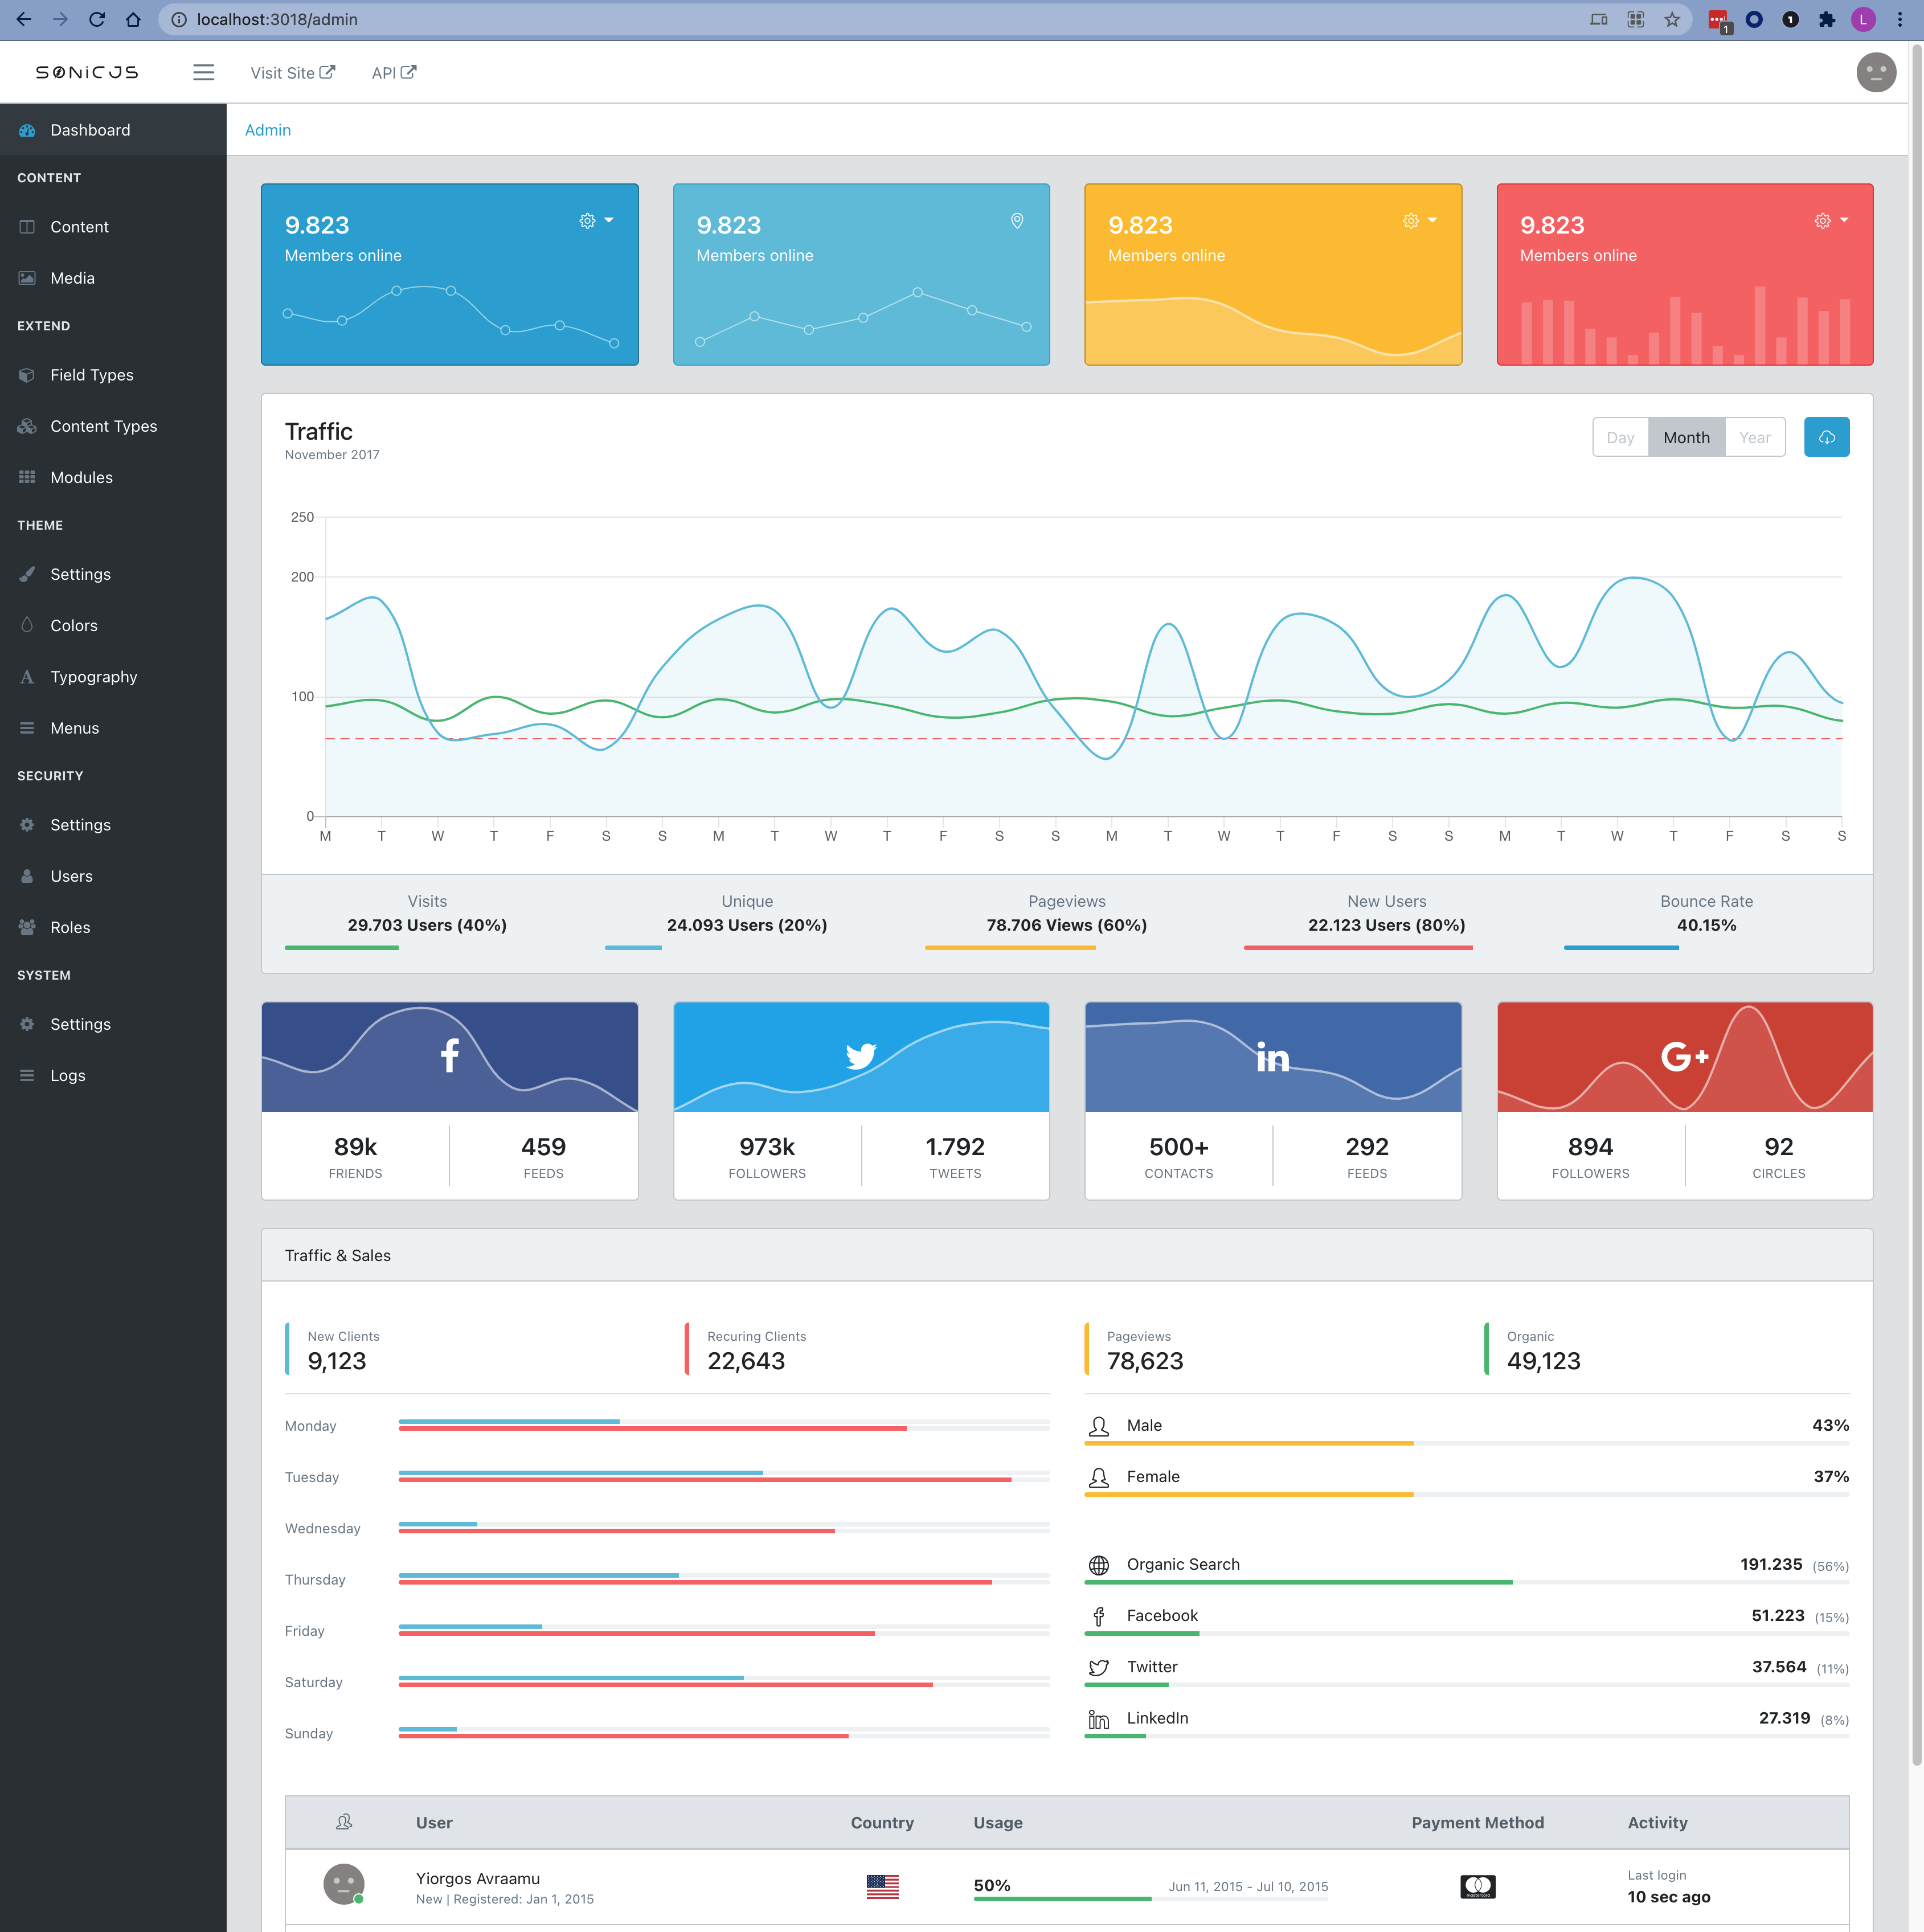 localhost:3018/admin
1
1
L
SONICJS
Visit Site
API
Dashboard
CONTENT
Content
Media
EXTEND
Field Types
Content Types
Modules
THEME
Settings
Colors
Typography
Menus
SECURITY
Settings
Users
Roles
SYSTEM
Settings
Logs
Admin
9.823
Members online
9.823
Members online
9.823
Members online
9.823
Members online
Traffic
November 2017
Day Month Year
250
200
100
0
M T W T F S S M T W T F S S M T W T F S S M T W T F S S
Visits
29.703 Users (40%)
Unique
24.093 Users (20%)
Pageviews
78.706 Views (60%)
New Users
22.123 Users (80%)
Bounce Rate
40.15%
f
in
G+
89k
FRIENDS
459
FEEDS
973k
FOLLOWERS
1.792
TWEETS
500+
CONTACTS
292
FEEDS
894
FOLLOWERS
92
CIRCLES
Traffic & Sales
New Clients
9,123
Recuring Clients
22,643
Pageviews
78,623
Organic
49,123
Monday
Tuesday
Wednesday
Thursday
Friday
Saturday
Sunday
Male 43%
Female 37%
Organic Search 191.235 (56%)
Facebook 51.223 (15%)
Twitter 37.564 (11%)
LinkedIn 27.319 (8%)
User Country Usage Payment Method Activity
Yiorgos Avraamu
New | Registered: Jan 1, 2015
50% Jun 11, 2015 - Jul 10, 2015
mastercard
Last login
10 sec ago